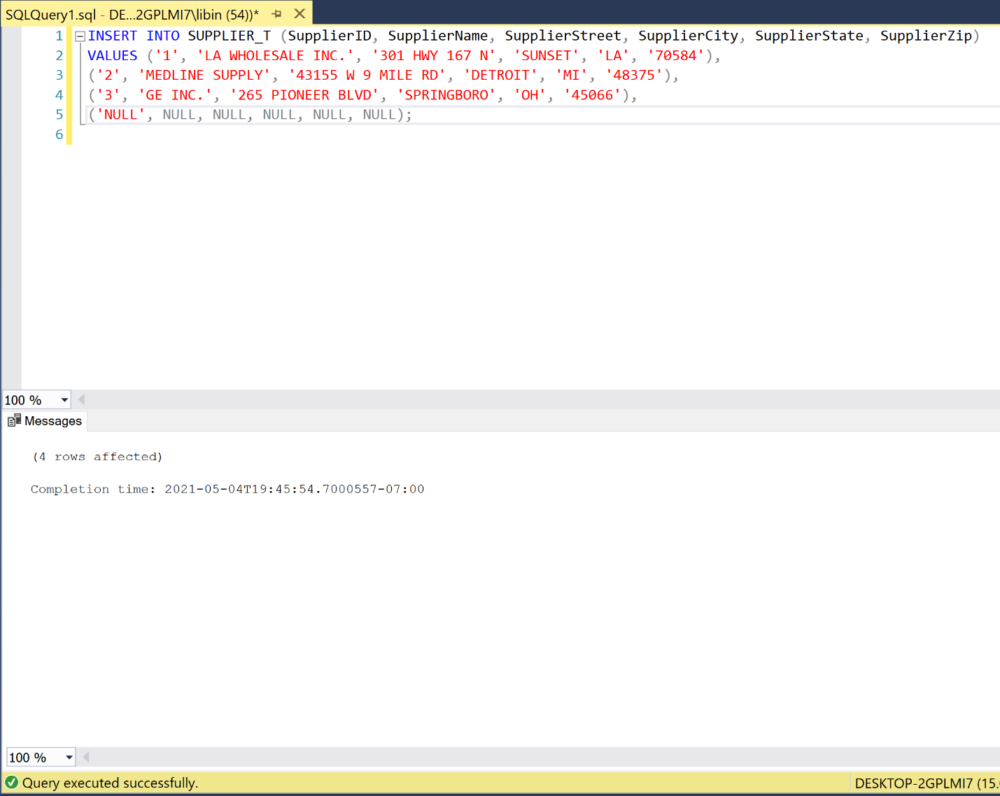 SQLQuery1.sql - DE...2GPLMI7\libin (54))*
1 INSERT INTO SUPPLIER_T (SupplierID, SupplierName, SupplierStreet, SupplierCity, SupplierState, SupplierZip)
2 VALUES ('1', 'LA WHOLESALE INC.', '301 HWY 167 N', 'SUNSET', 'LA', '70584'),
3 ('2', 'MEDLINE SUPPLY', '43155 W 9 MILE RD', 'DETROIT', 'MI', '48375'),
4 ('3', 'GE INC.', '265 PIONEER BLVD', 'SPRINGBORO', 'OH', '45066'),
5 ('NULL', NULL, NULL, NULL, NULL, NULL);
6
100 %
Messages
(4 rows affected)
Completion time: 2021-05-04T19:45:54.7000557-07:00
100 %
Query executed successfully.
DESKTOP-2GPLMI7 (15.